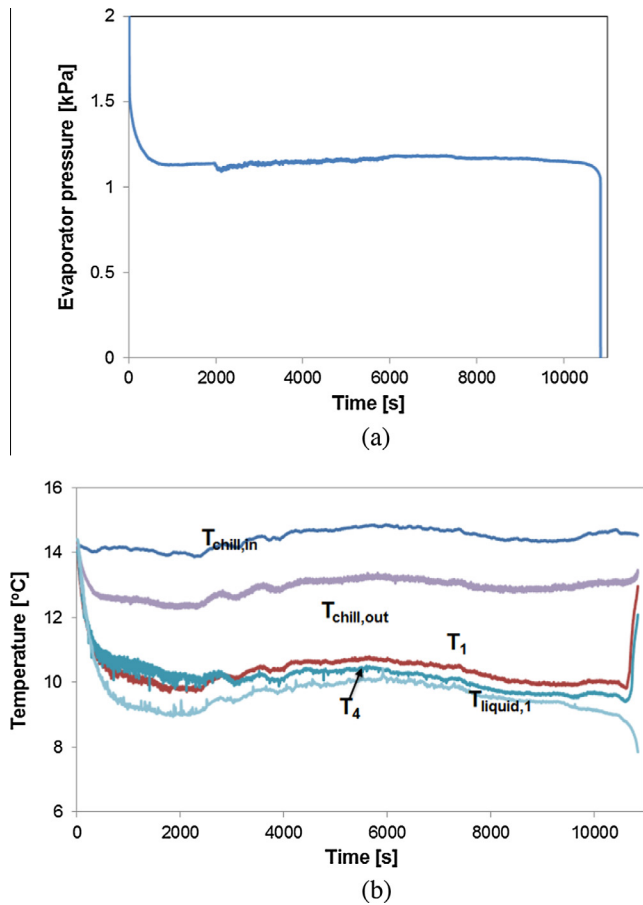 2
1.5
1
0.5
0
Evaporator pressure [kPa]
0 2000 4000 6000 8000 10000
Time [s]
(a)
16
14
12
10
8
6
Temperature [°C]
Tchill,in
Tchill,out
T1
T4
Tliquid,1
0 2000 4000 6000 8000 10000
Time [s]
(b)